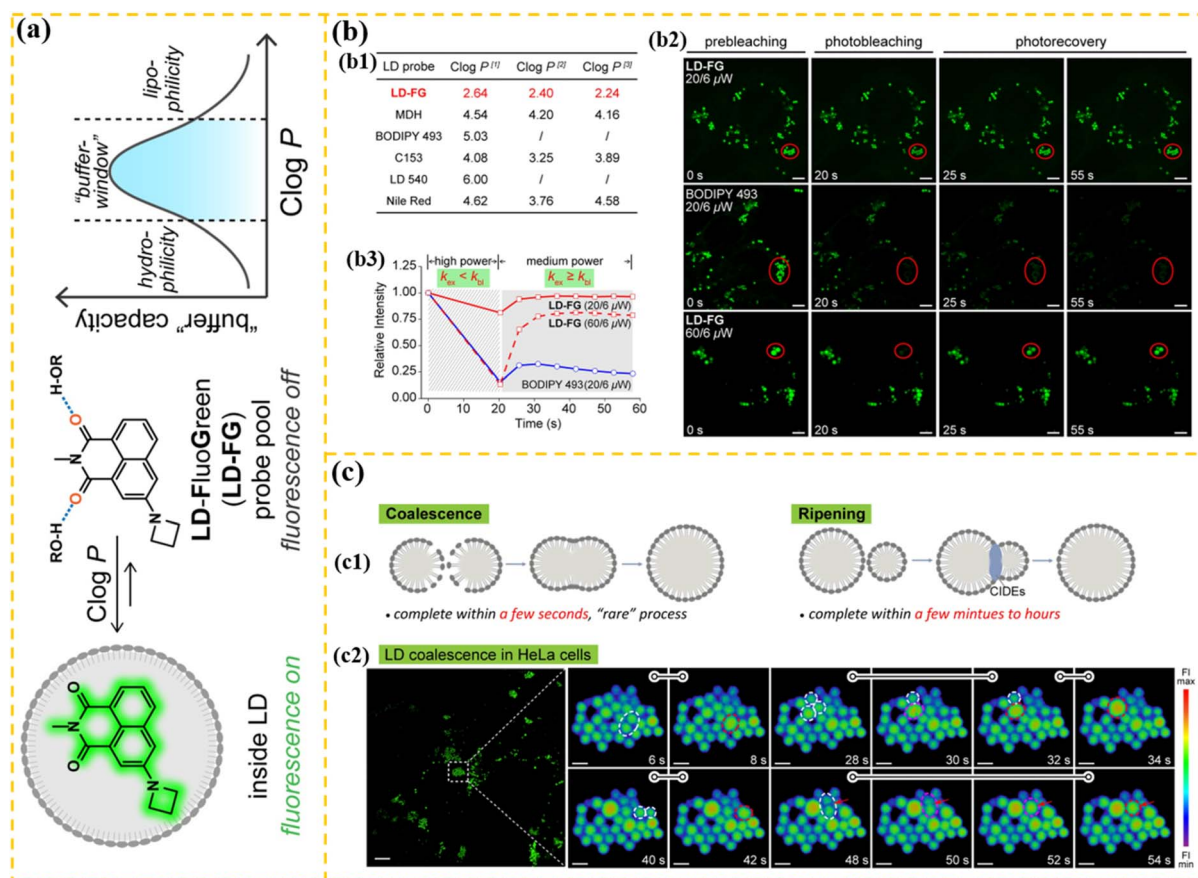 (a)
"buffer" capacity
hydro-
philicity
"buffer-
window"
lipo-
philicity
Clog P
H-OR
O
N
O
RO-H
N
LD-FluoGreen
(LD-FG)
probe pool
fluorescence off
Clog P
O
N
O
N
inside LD
fluorescence on
(b)
(b1)
LD probe Clog P [1] Clog P [2] Clog P [3]
LD-FG 2.64 2.40 2.24
MDH 4.54 4.20 4.16
BODIPY 493 5.03 / /
C153 4.08 3.25 3.89
LD 540 6.00 / /
Nile Red 4.62 3.76 4.58
(b2)
prebleaching photobleaching photorecovery
LD-FG
20/6 µW
0 s 20 s 25 s 55 s
BODIPY 493
20/6 µW
0 s 20 s 25 s 55 s
LD-FG
60/6 µW
0 s 20 s 25 s 55 s
(b3)
high power medium power
kex < kbl kex ≥ kbl
Relative Intensity
1.25
1.00
0.75
0.50
0.25
0.00
LD-FG (20/6 µW)
LD-FG (60/6 µW)
BODIPY 493 (20/6 µW)
0 10 20 30 40 50 60
Time (s)
(c)
(c1)
Coalescence
• complete within a few seconds, "rare" process
Ripening
CIDEs
• complete within a few mintues to hours
(c2)
LD coalescence in HeLa cells
6 s 8 s 28 s 30 s 32 s 34 s
40 s 42 s 48 s 50 s 52 s 54 s
FI
max
FI
min